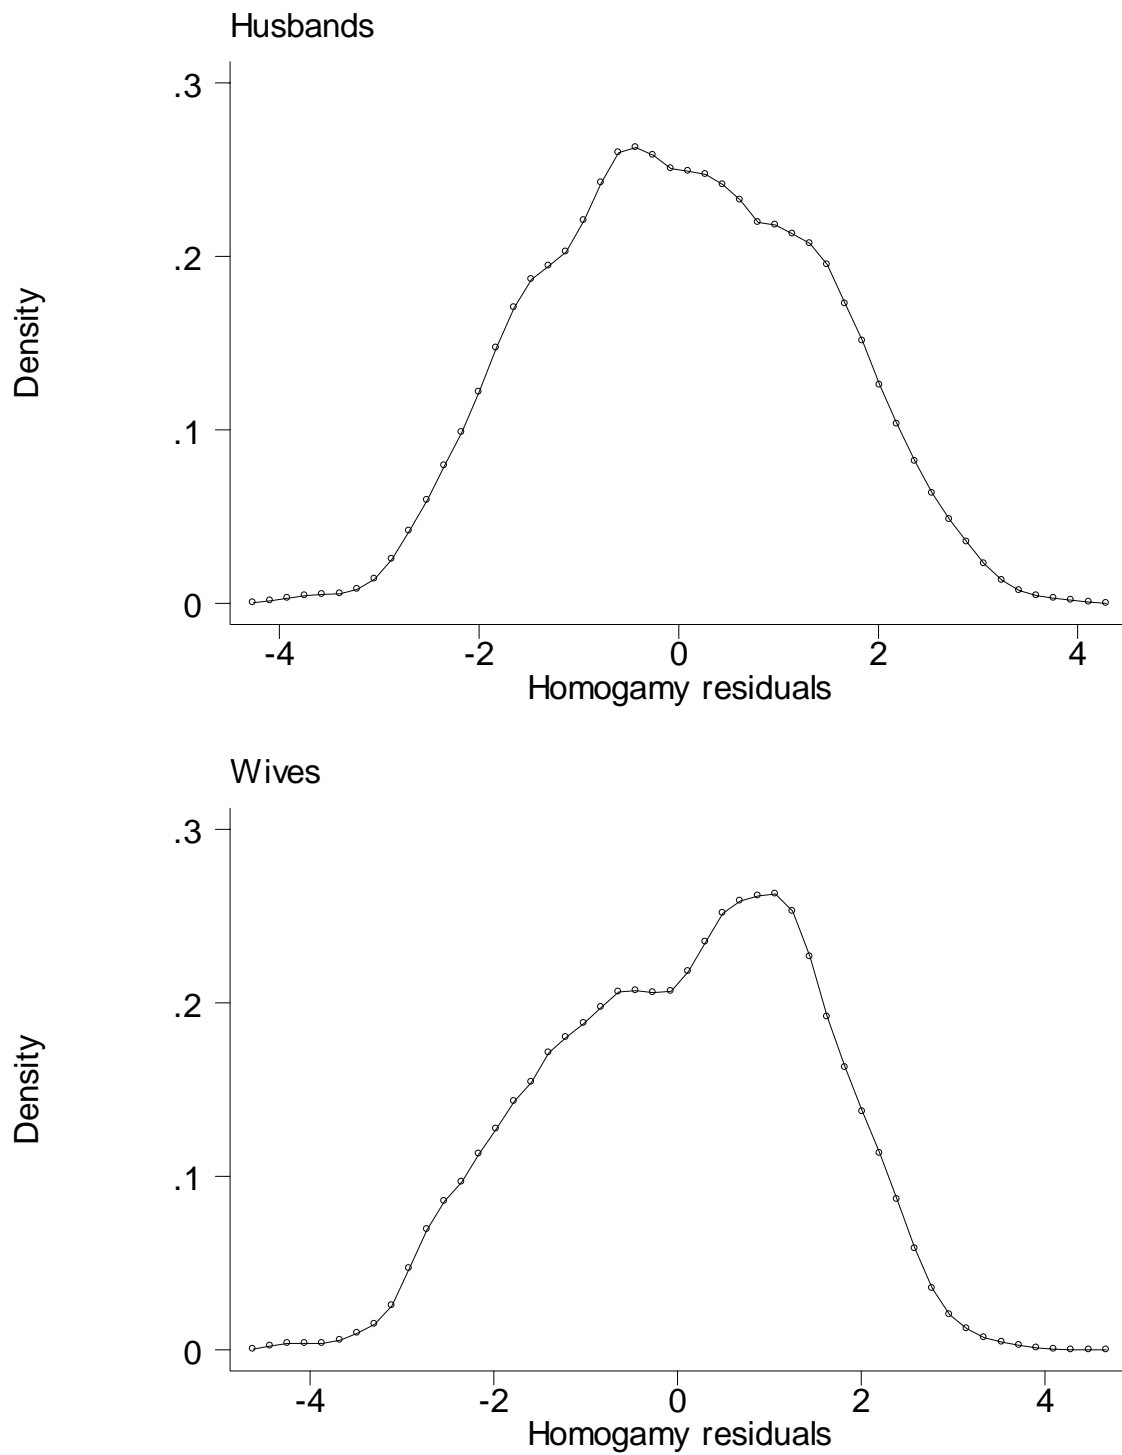 Husbands
.3
.2
.1
0
Density
-4 -2 0 2 4
Homogamy residuals
Wives
.3
.2
.1
0
Density
-4 -2 0 2 4
Homogamy residuals